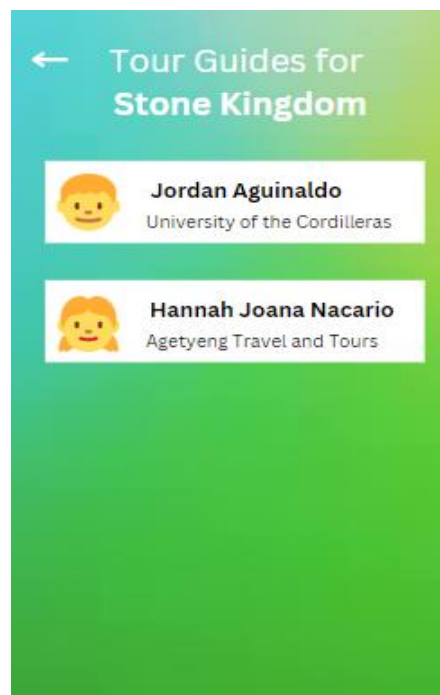 Tour Guides for
Stone Kingdom
Jordan Aguinaldo
University of the Cordilleras
Hannah Joana Nacario
Agetyeng Travel and Tours